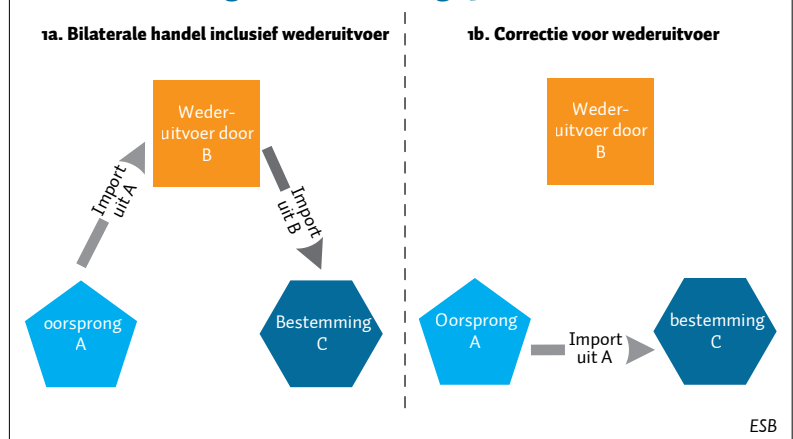 1a. Bilaterale handel inclusief wederuitvoer
Weder-
uitvoer door
B
Import
uit A
Import
uit B
oorsprong
A
Bestemming
C
1b. Correctie voor wederuitvoer
Weder-
uitvoer door
B
Oorsprong
A
Import
uit A
bestemming
C
ESB